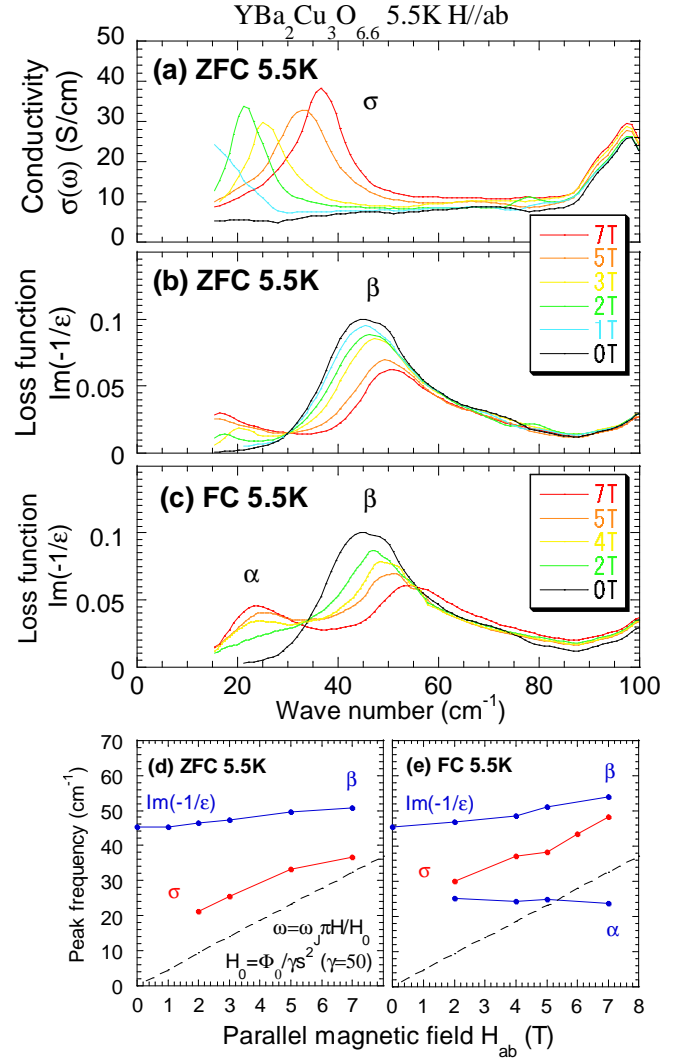 YBa2Cu3O6.6 5.5K H//ab
(a) ZFC 5.5K
σ
Conductivity
σ(ω) (S/cm)
50
40
30
20
10
0
7T
5T
3T
2T
1T
0T
(b) ZFC 5.5K
β
Loss function
Im(-1/ε)
0.1
0.05
0
(c) FC 5.5K
β
α
7T
5T
4T
2T
0T
Loss function
Im(-1/ε)
0.1
0.05
0
20 40 60 80 100
Wave number (cm-1)
Peak frequency (cm-1)
70
60
50
40
30
20
10
0
(d) ZFC 5.5K
β
Im(-1/ε)
σ
ω=ωJπH/H0
H0=Φ0/γs2 (γ=50)
0 1 2 3 4 5 6 7
(e) FC 5.5K
β
Im(-1/ε)
σ
α
0 1 2 3 4 5 6 7 8
Parallel magnetic field Hab (T)